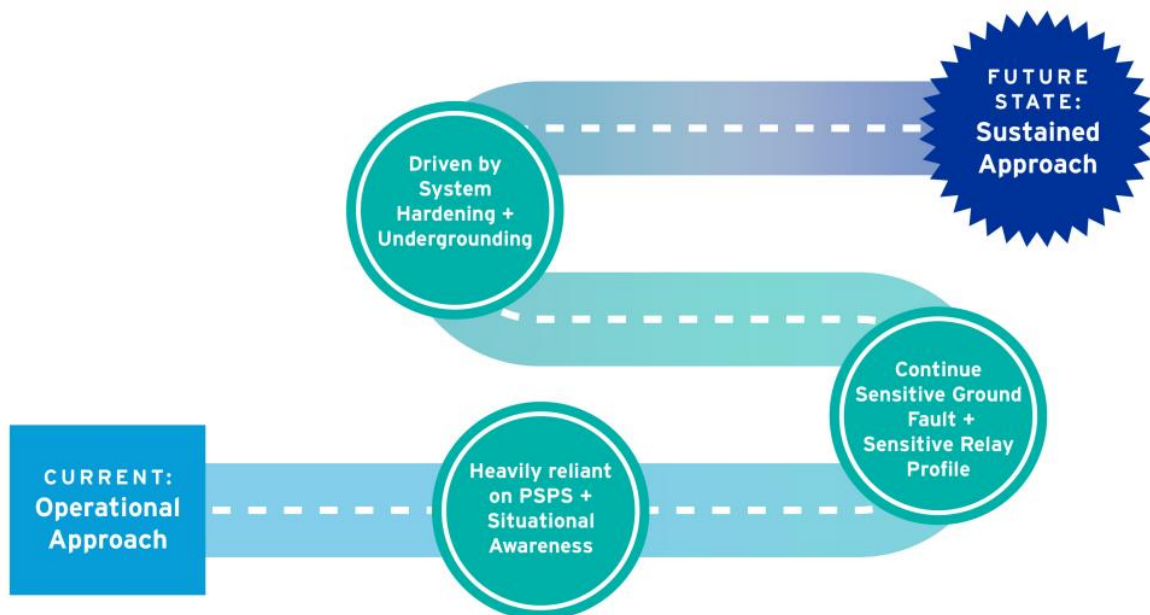 CURRENT:
Operational
Approach
Heavily reliant
on PSPS +
Situational
Awareness
Continue
Sensitive Ground
Fault +
Sensitive Relay
Profile
Driven by
System
Hardening +
Undergrounding
FUTURE
STATE:
Sustained
Approach